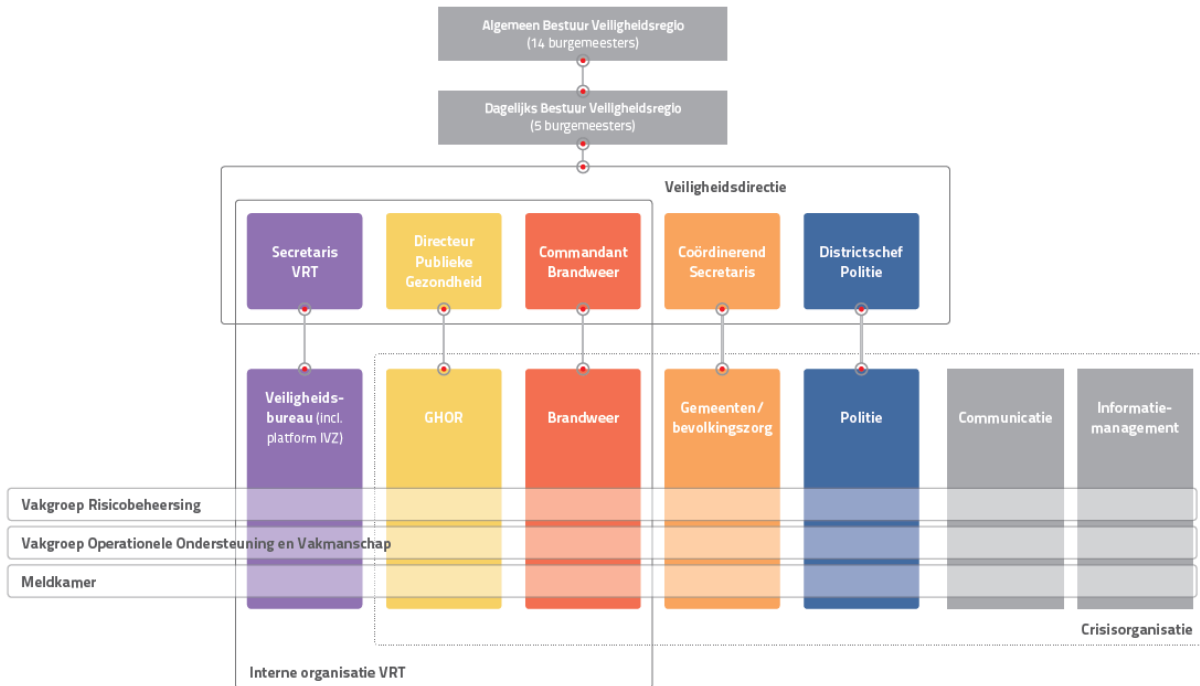 Algemeen Bestuur Veiligheidsregio
(14 burgemeesters)
Dagelijks Bestuur Veiligheidsregio
(5 burgemeesters)
Veiligheidsdirectie
Secretaris
VRT
Directeur
Publieke
Gezondheid
Commandant
Brandweer
Coördinerend
Secretaris
Districtschef
Politie
Veiligheids-
bureau (incl.
platform IVZ)
GHOR
Brandweer
Gemeenten/
bevolkingszorg
Politie
Communicatie
Informatie-
management
Vakgroep Risicobeheersing
Vakgroep Operationele Ondersteuning en Vakmanschap
Meldkamer
Crisisorganisatie
Interne organisatie VRT